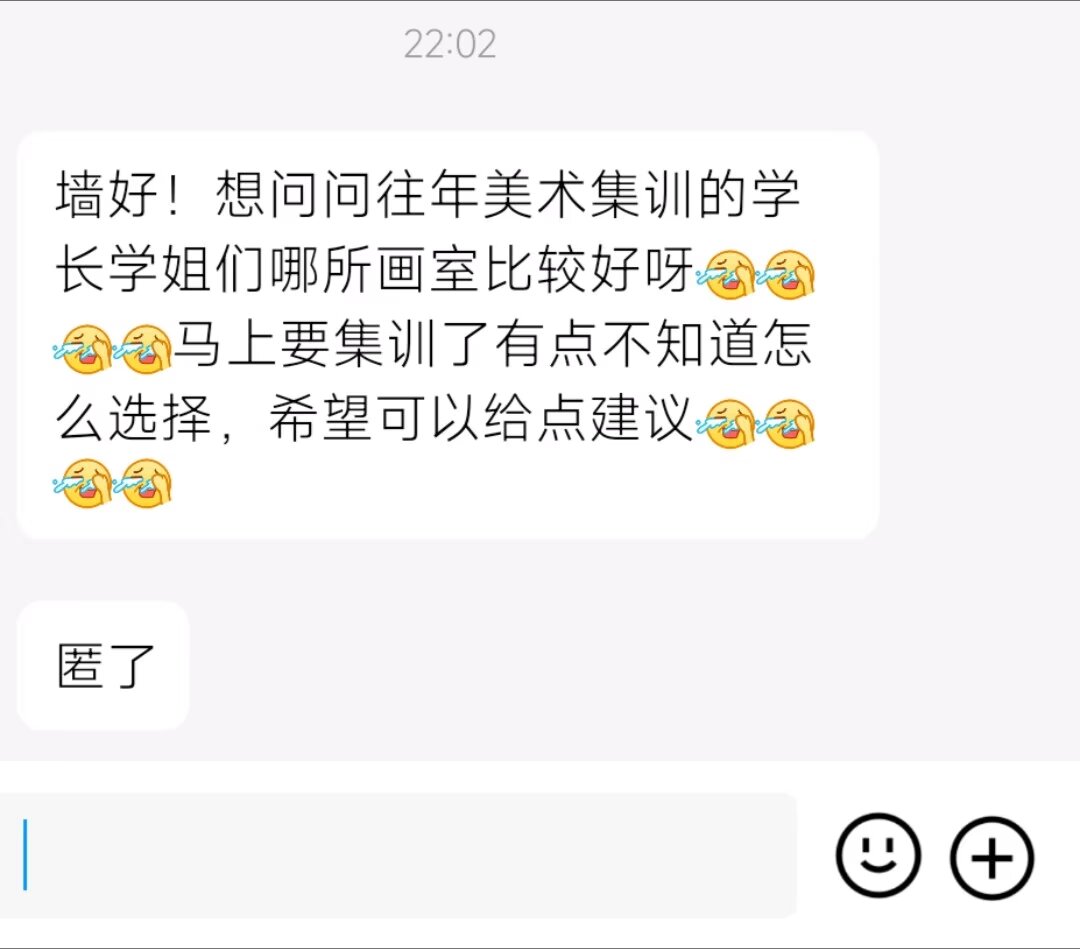 22:02
墙好！想问问往年美术集训的学
长学姐们哪所画室比较好呀
马上要集训了有点不知道怎
么选择，希望可以给点建议
匿了